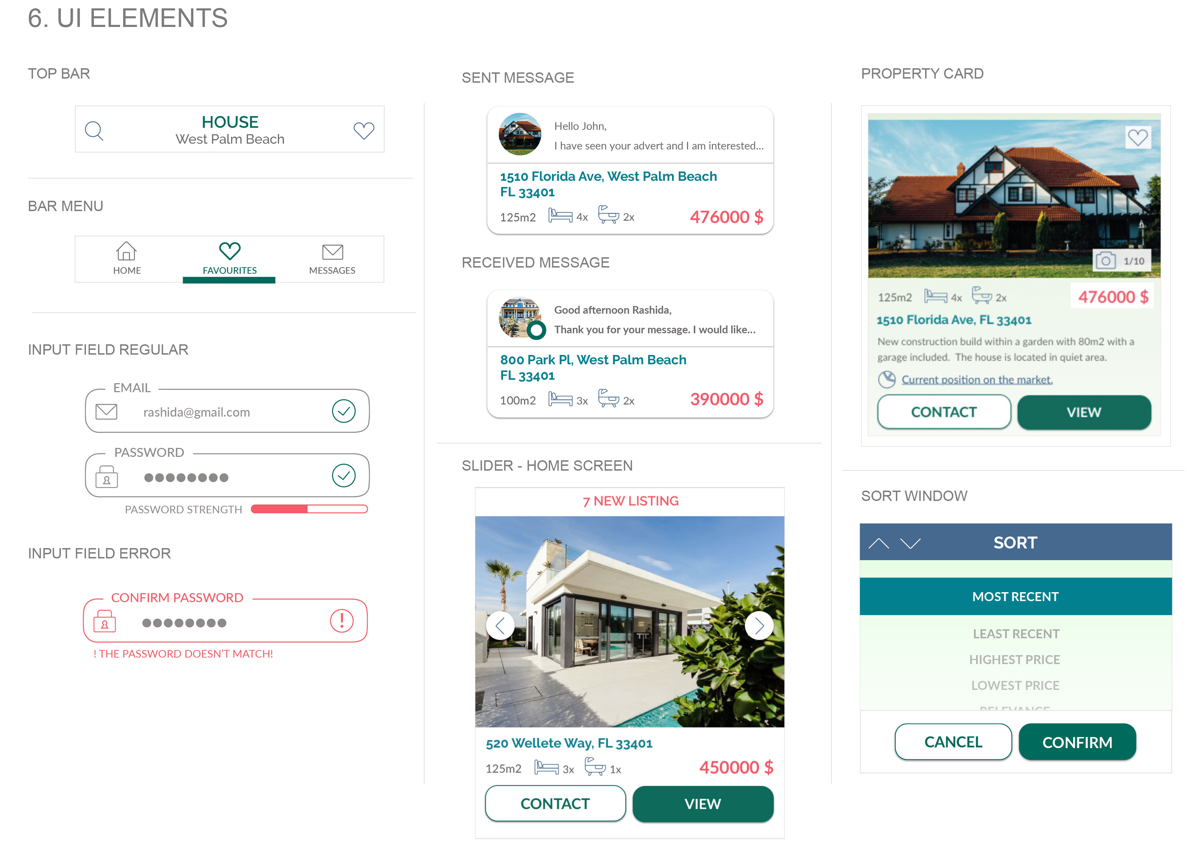 6. UI ELEMENTS
TOP BAR
HOUSE
West Palm Beach
BAR MENU
HOME
FAVOURITES
MESSAGES
INPUT FIELD REGULAR
EMAIL
rashida@gmail.com
PASSWORD
PASSWORD STRENGTH
INPUT FIELD ERROR
CONFIRM PASSWORD
!
! THE PASSWORD DOESN'T MATCH!
SENT MESSAGE
Hello John,
I have seen your advert and I am interested...
1510 Florida Ave, West Palm Beach
FL 33401
125m2 4x 2x 476000 $
RECEIVED MESSAGE
Good afternoon Rashida,
Thank you for your message. I would like...
800 Park Pl, West Palm Beach
FL 33401
100m2 3x 2x 390000 $
SLIDER - HOME SCREEN
7 NEW LISTING
520 Wellete Way, FL 33401
125m2 3x 1x 450000 $
CONTACT VIEW
PROPERTY CARD
1/10
125m2 4x 2x 476000 $
1510 Florida Ave, FL 33401
New construction build within a garden with 80m2 with a
garage included. The house is located in quiet area.
Current position on the market.
CONTACT VIEW
SORT WINDOW
SORT
MOST RECENT
LEAST RECENT
HIGHEST PRICE
LOWEST PRICE
RELEVANCE
CANCEL CONFIRM